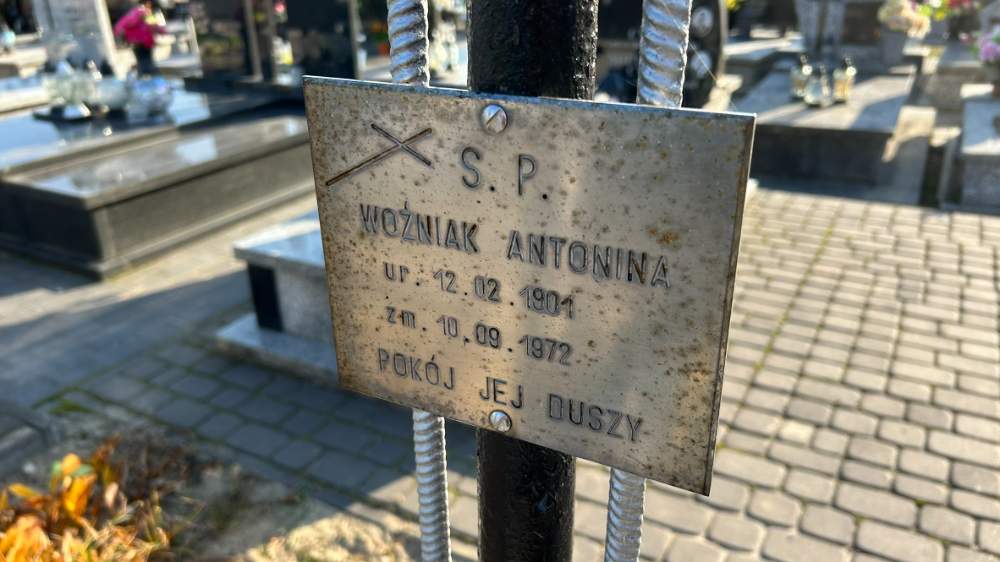 S. P.
WOŹNIAK ANTONINA
ur. 12.02.1901
zm. 10,09.1972
POKÓJ JEJ DUSZY